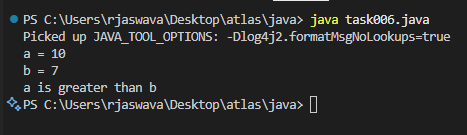 PS C:\Users\rjaswava\Desktop\atlas\java> java task006.java
Picked up JAVA_TOOL_OPTIONS: -Dlog4j2.formatMsgNoLookups=true
a = 10
b = 7
a is greater than b
PS C:\Users\rjaswava\Desktop\atlas\java>